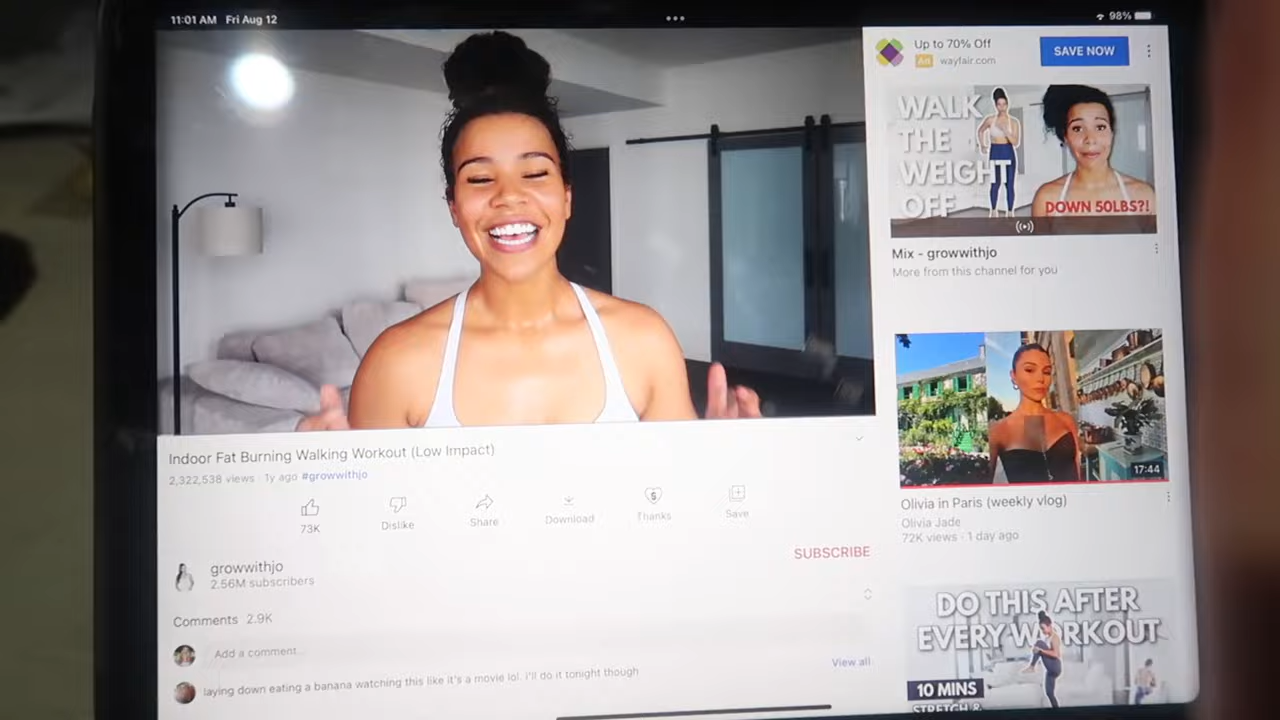 11:01 AM Fri Aug 12
98%
Indoor Fat Burning Walking Workout (Low Impact)
2,322,538 views · 1y ago #growwithjo
73K
Dislike
Share
Download
Thanks
Save
growwithjo
2.56M subscribers
SUBSCRIBE
Comments 2.9K
Add a comment...
laying down eating a banana watching this like it's a movie lol. i'll do it tonight though
View all
Up to 70% Off
Ad wayfair.com
SAVE NOW
WALK
THE
WEIGHT
OFF
DOWN 50LBS?!
Mix - growwithjo
More from this channel for you
17:44
Olivia in Paris (weekly vlog)
Olivia Jade
72K views · 1 day ago
DO THIS AFTER
EVERY WORKOUT
10 MINS
STRETCH &